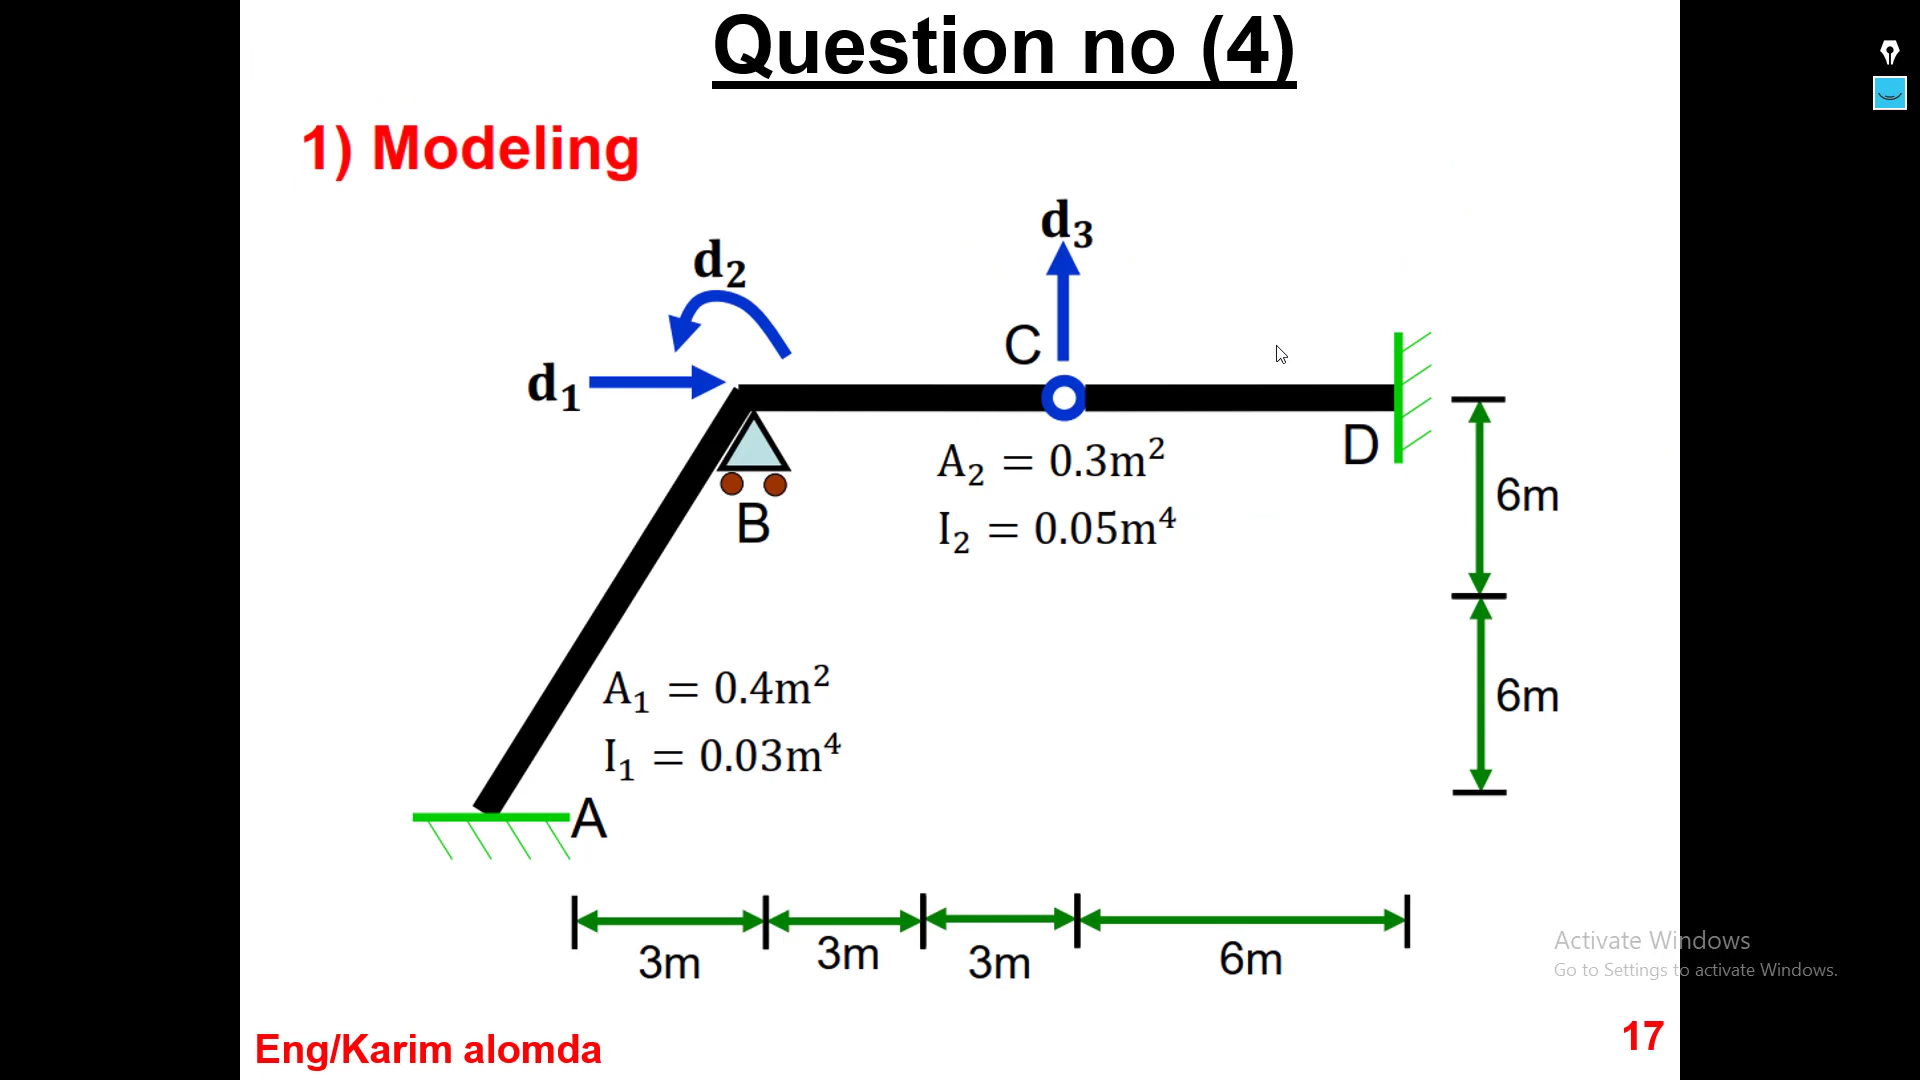 Question no (4)
1) Modeling
d₃
d₂
C
d₁
D
A₂ = 0.3m²
6m
I₂ = 0.05m⁴
B
A₁ = 0.4m²
6m
I₁ = 0.03m⁴
A
3m
3m
3m
6m
Activate Windows
Go to Settings to activate Windows.
Eng/Karim alomda
17